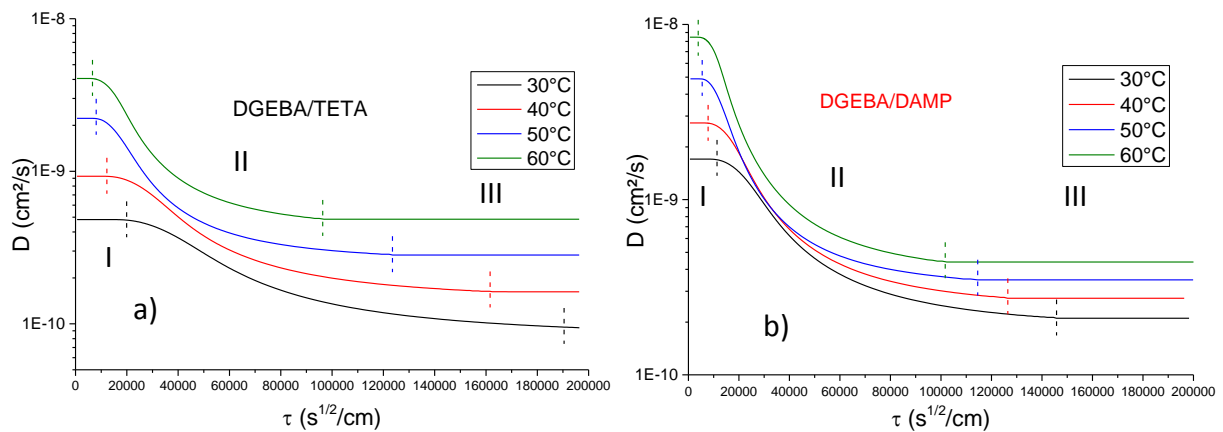 1E-8
1E-9
1E-10
D (cm²/s)
DGEBA/TETA
30°C
40°C
50°C
60°C
I
II
III
a)
0 20000 40000 60000 80000 100000 120000 140000 160000 180000 200000
τ (s1/2/cm)
1E-8
1E-9
1E-10
D (cm²/s)
DGEBA/DAMP
30°C
40°C
50°C
60°C
I
II
III
b)
0 20000 40000 60000 80000 100000 120000 140000 160000 180000 200000
τ (s1/2/cm)